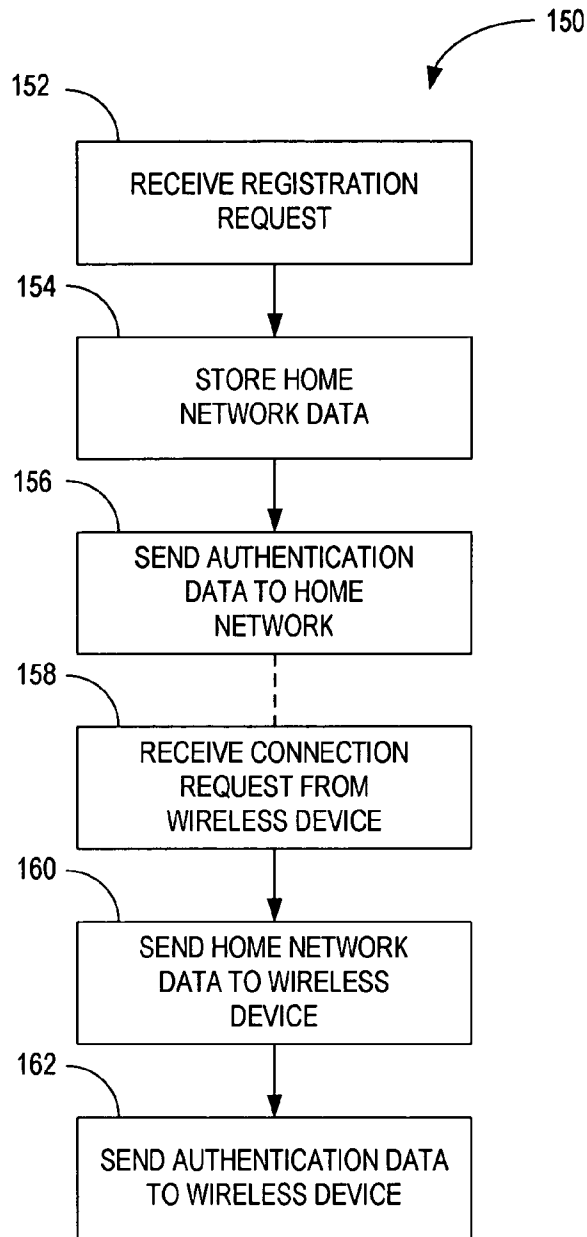 150
152
RECEIVE REGISTRATION
REQUEST
154
STORE HOME
NETWORK DATA
156
SEND AUTHENTICATION
DATA TO HOME
NETWORK
158
RECEIVE CONNECTION
REQUEST FROM
WIRELESS DEVICE
160
SEND HOME NETWORK
DATA TO WIRELESS
DEVICE
162
SEND AUTHENTICATION DATA
TO WIRELESS DEVICE